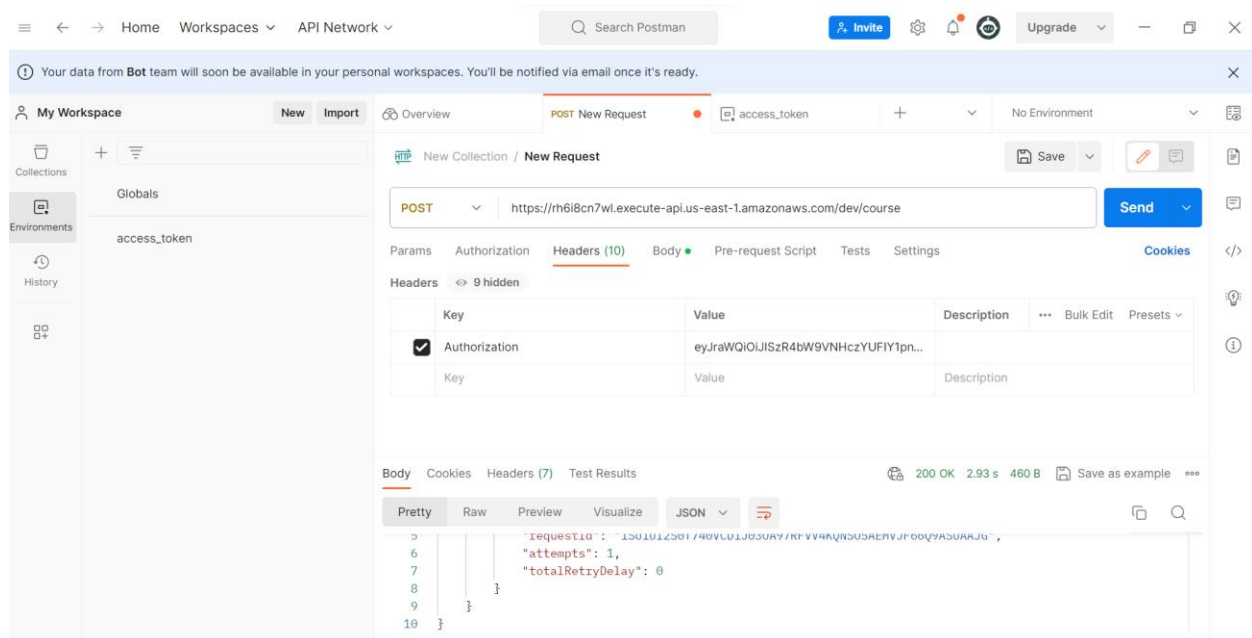 Home Workspaces API Network Search Postman Invite Upgrade
Your data from Bot team will soon be available in your personal workspaces. You'll be notified via email once it's ready.
My Workspace New Import
Overview POST New Request access_token No Environment
Collections
Environments
History
Globals
access_token
HTTP New Collection / New Request Save
POST https://rh6i8cn7wl.execute-api.us-east-1.amazonaws.com/dev/course Send
Params Authorization Headers (10) Body Pre-request Script Tests Settings Cookies
Headers 9 hidden
Key Value Description ••• Bulk Edit Presets
Authorization eyJraWQiOiJISzR4bW9VNHczYUFIY1pn...
Key Value Description
Body Cookies Headers (7) Test Results 200 OK 2.93 s 460 B Save as example
Pretty Raw Preview Visualize JSON
5 "requestId":
6 "attempts": 1,
7 "totalRetryDelay": 0
8 }
9 }
10 }